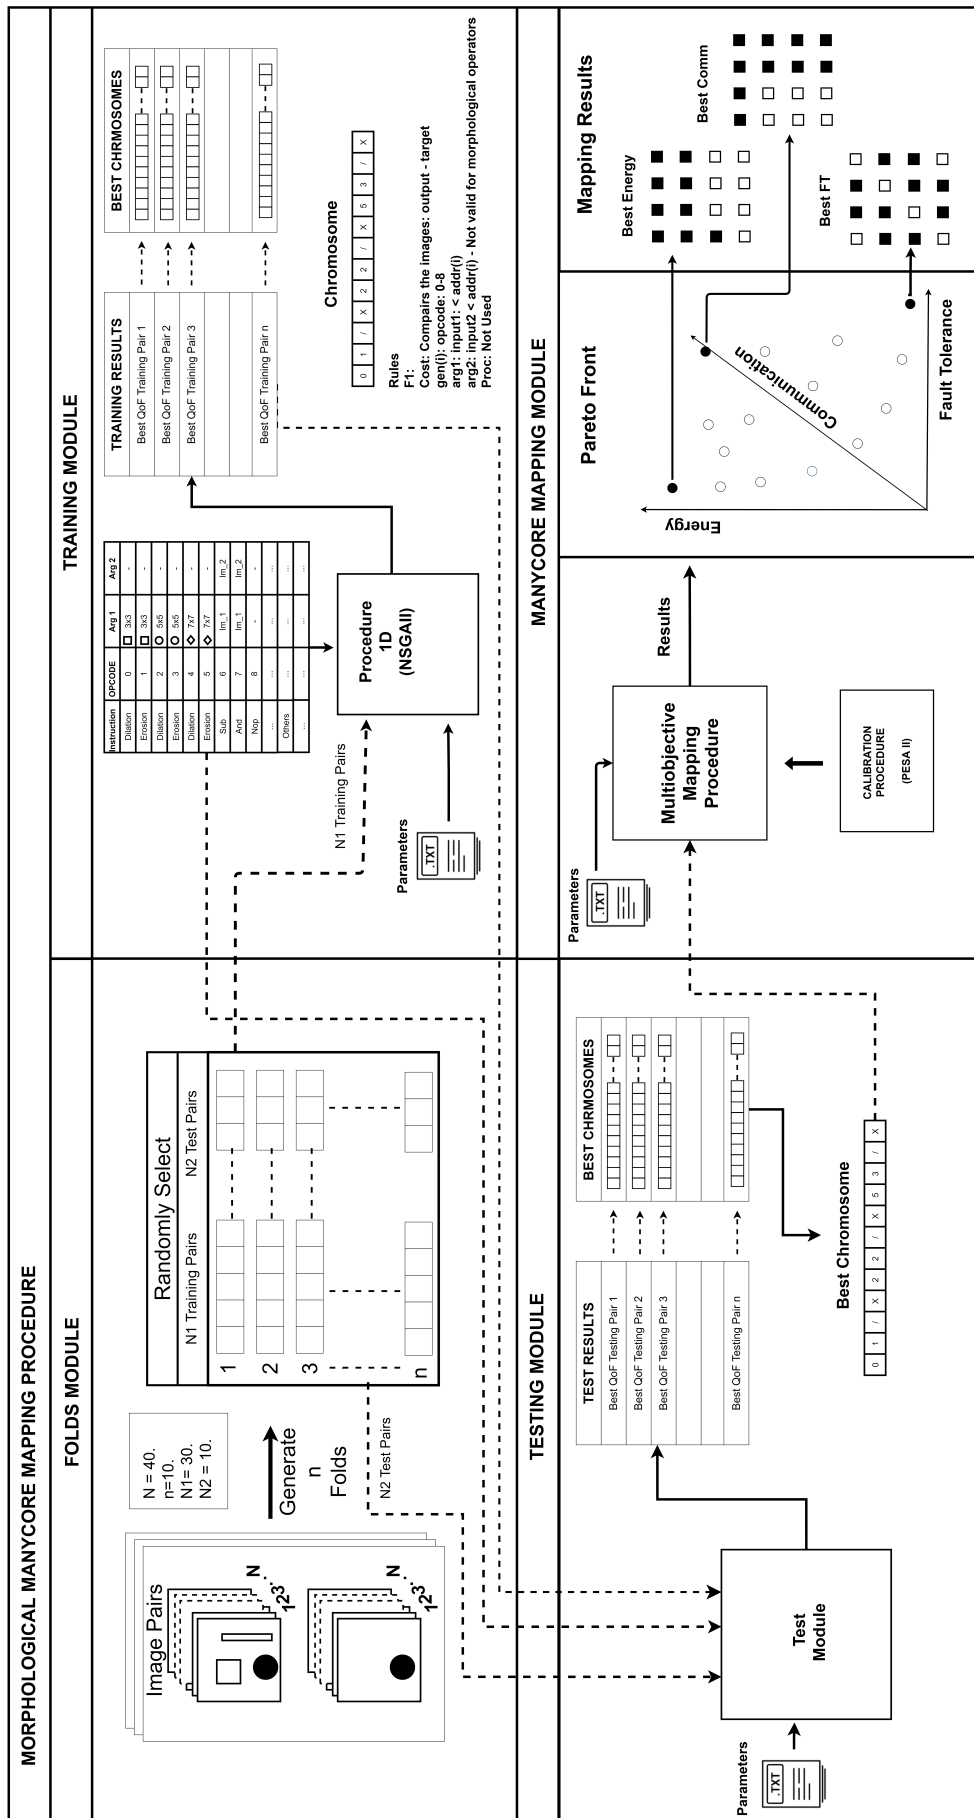 MORPHOLOGICAL MANYCORE MAPPING PROCEDURE
FOLDS MODULE
Image Pairs
1 2 3 . . N
1 2 3 . . N
N = 40.
n=10.
N1= 30.
N2 = 10.
Generate
n
Folds
Randomly Select
N1 Training Pairs
N2 Test Pairs
1
2
3
n
N2 Test Pairs
TRAINING MODULE
Instruction OPCODE Arg 1 Arg 2
Dilation 0 3x3 -
Erosion 1 3x3 -
Dilation 2 5x5 -
Erosion 3 5x5 -
Dilation 4 7x7 -
Erosion 5 7x7 -
Sub 6 Im_1 Im_2
And 7 Im_1 Im_2
Nop 8 - -
... ... ... ...
Others ... ... ...
... ... ... ...
N1 Training Pairs
Parameters
.TXT
Procedure
1D
(NSGAII)
TRAINING RESULTS
Best QoF Training Pair 1
Best QoF Training Pair 2
Best QoF Training Pair 3
Best QoF Training Pair n
BEST CHRMOSOMES
Chromosome
0 1 / X 2 2 / X 5 3 / X
Rules
F1:
Cost: Compairs the images: output - target
gen(i): opcode: 0-8
arg1: input1: < addr(i)
arg2: input2 < addr(i) - Not valid for morphological operators
Proc: Not Used
TESTING MODULE
Parameters
.TXT
Test
Module
TEST RESULTS
Best QoF Testing Pair 1
Best QoF Testing Pair 2
Best QoF Testing Pair 3
Best QoF Testing Pair n
BEST CHRMOSOMES
Best Chromosome
0 1 / X 2 2 / X 5 3 / X
MANYCORE MAPPING MODULE
Parameters
.TXT
Multiobjective
Mapping
Procedure
CALIBRATION
PROCEDURE
(PESA II)
Results
Pareto Front
Energy
Communication
Fault Tolerance
Mapping Results
Best Energy
Best Comm
Best FT